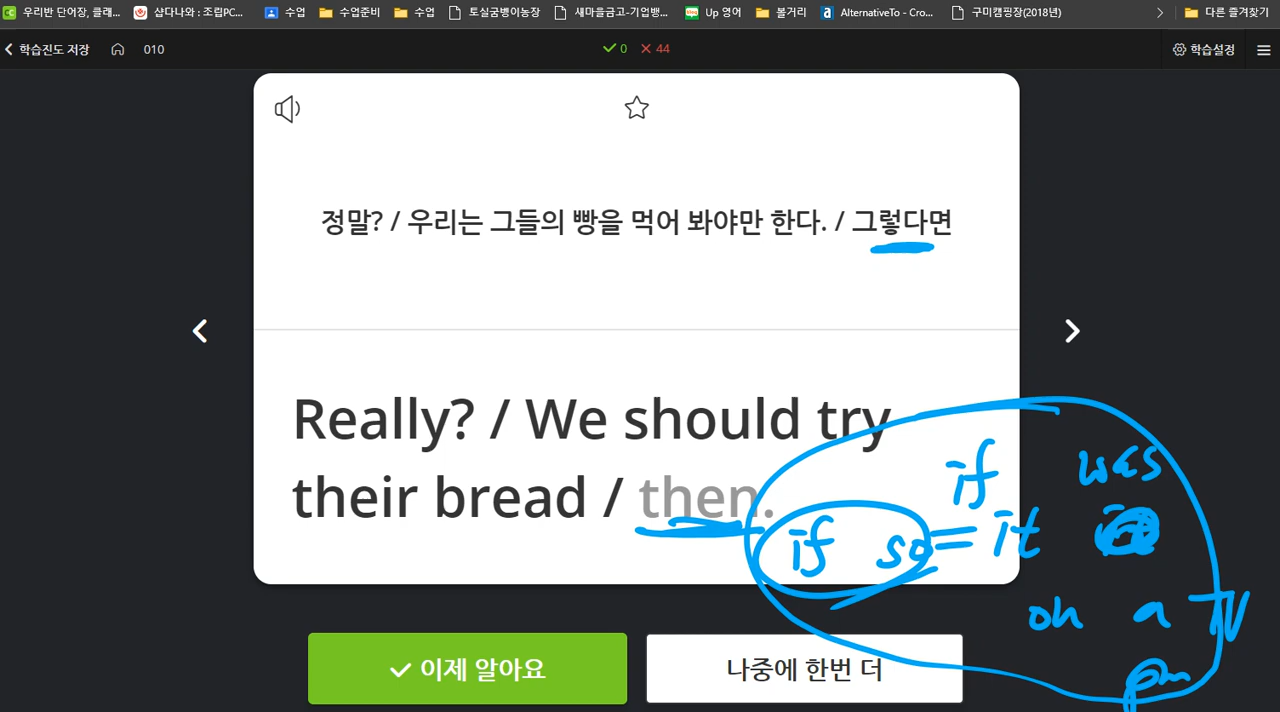 우리반 단어장, 클래... 샵다나와 : 조립PC... 수업 수업준비 수업 토실굼벵이농장 새마을금고-기업뱅... Up 영어 볼거리 AlternativeTo - Cro... 구미캠핑장(2018년) 다른 즐겨찾기
학습진도 저장 010 0 44 학습설정
정말? / 우리는 그들의 빵을 먹어 봐야만 한다. / 그렇다면
Really? / We should try
their bread / then.
if was
if so = it
on a TV
이제 알아요 나중에 한번 더